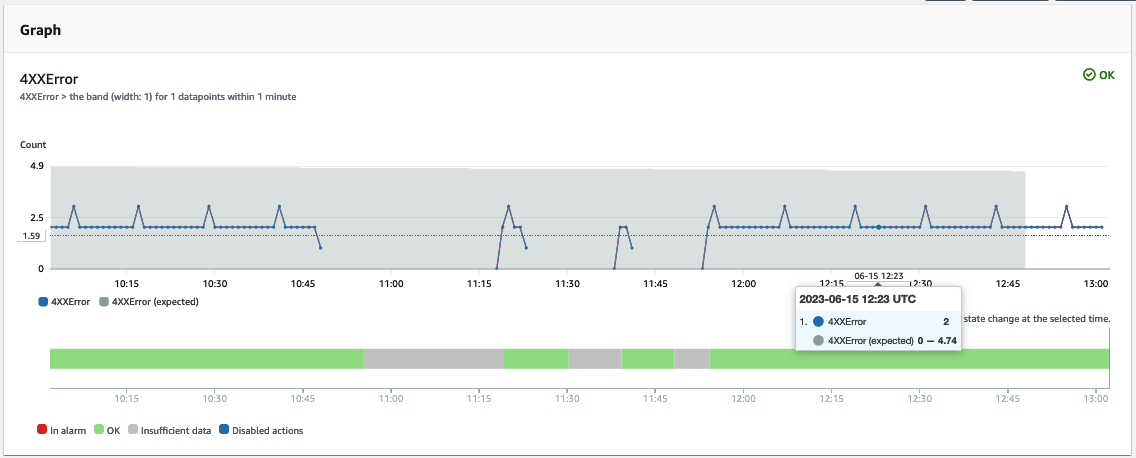 Graph
4XXError
OK
4XXError > the band (width: 1) for 1 datapoints within 1 minute
Count
4.9
2.5
1.59
0
06-15 12:23
10:15 10:30 10:45 11:00 11:15 11:30 11:45 12:00 12:15 12:30 12:45 13:00
4XXError 4XXError (expected)
2023-06-15 12:23 UTC
1. 4XXError 2
4XXError (expected) 0 — 4.74
state change at the selected time.
10:15 10:30 10:45 11:00 11:15 11:30 11:45 12:00 12:15 12:30 12:45 13:00
In alarm OK Insufficient data Disabled actions